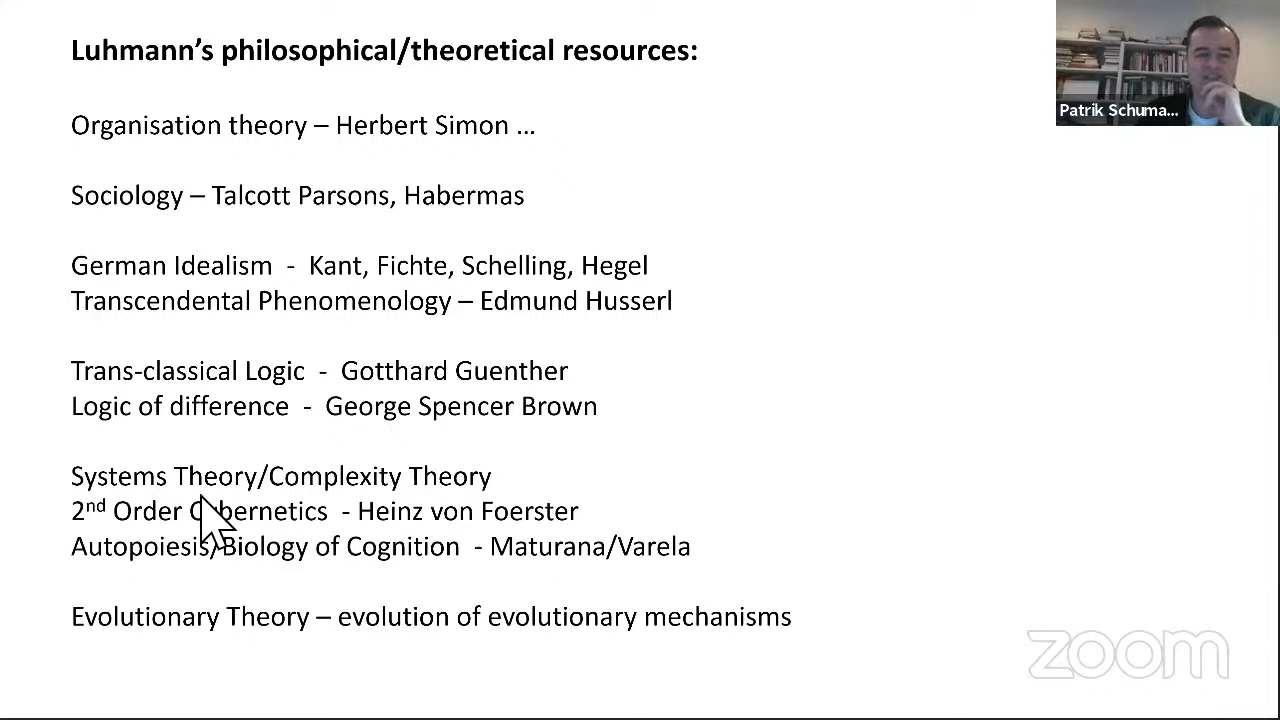 Luhmann's philosophical/theoretical resources:
Patrik Schuma...
Organisation theory – Herbert Simon ...
Sociology – Talcott Parsons, Habermas
German Idealism - Kant, Fichte, Schelling, Hegel
Transcendental Phenomenology – Edmund Husserl
Trans-classical Logic - Gotthard Guenther
Logic of difference - George Spencer Brown
Systems Theory/Complexity Theory
2nd Order Cybernetics - Heinz von Foerster
Autopoiesis/Biology of Cognition - Maturana/Varela
Evolutionary Theory – evolution of evolutionary mechanisms
zoom